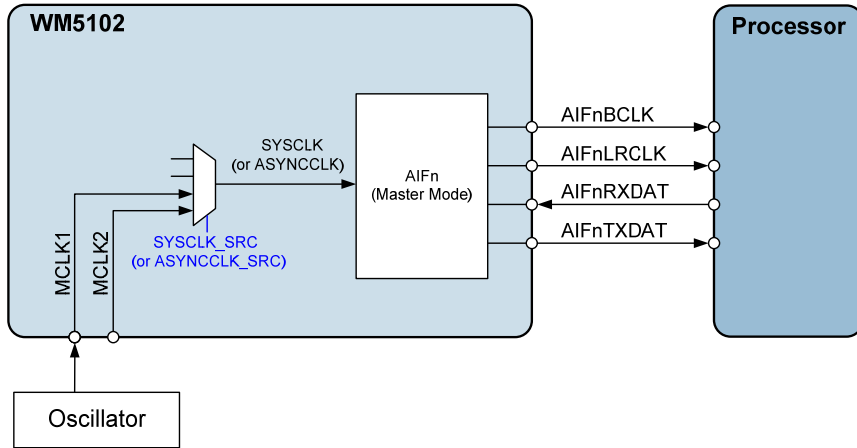 WM5102
Processor
SYSCLK
(or ASYNCCLK)
AIFn
(Master Mode)
AIFnBCLK
AIFnLRCLK
AIFnRXDAT
AIFnTXDAT
SYSCLK_SRC
(or ASYNCCLK_SRC)
MCLK1
MCLK2
Oscillator